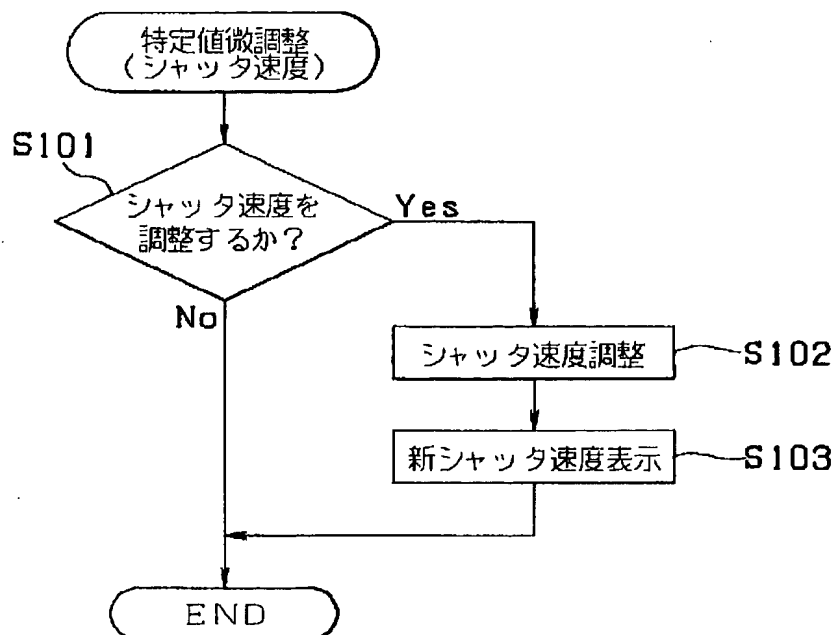 特定値微調整
(シャッタ速度)
S101
シャッタ速度を
調整するか?
Yes
No
シャッタ速度調整
S102
新シャッタ速度表示
S103
END